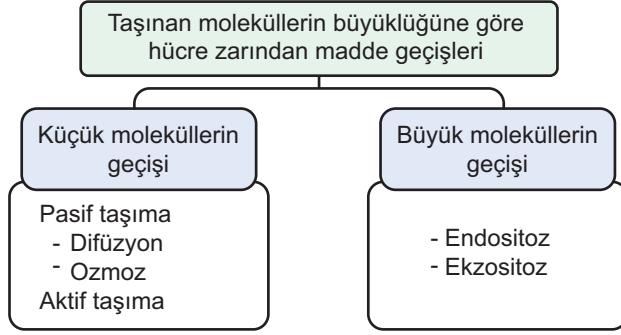 Taşınan moleküllerin büyüklüğüne göre
hücre zarından madde geçişleri
Küçük moleküllerin
geçişi
Pasif taşıma
- Difüzyon
- Ozmoz
Aktif taşıma
Büyük moleküllerin
geçişi
- Endositoz
- Ekzositoz